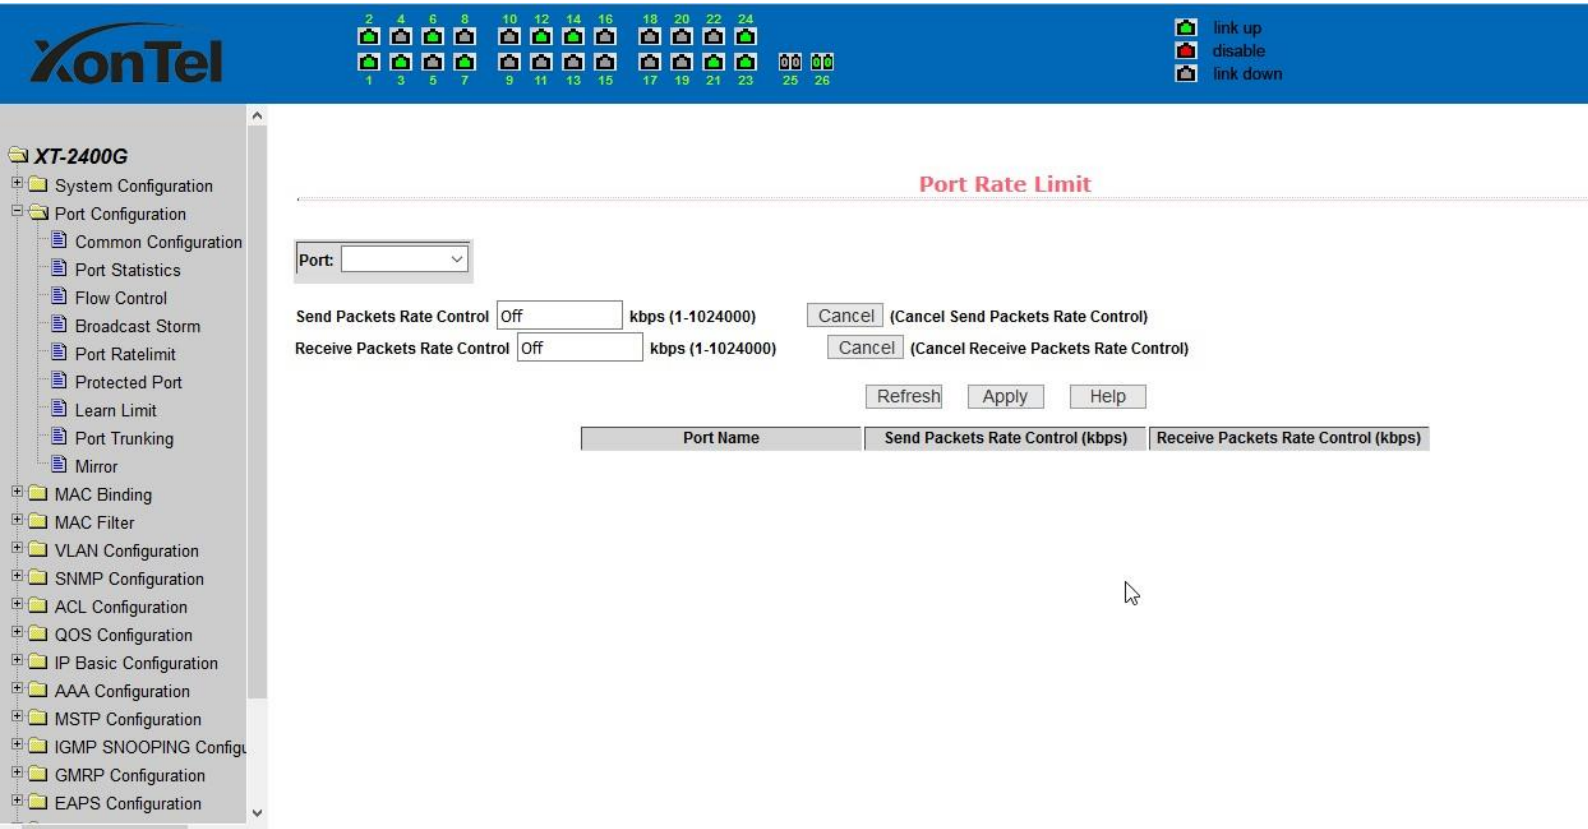 XonTel
2 4 6 8 10 12 14 16 18 20 22 24
1 3 5 7 9 11 13 15 17 19 21 23 25 26
link up
disable
link down
XT-2400G
System Configuration
Port Configuration
Common Configuration
Port Statistics
Flow Control
Broadcast Storm
Port Ratelimit
Protected Port
Learn Limit
Port Trunking
Mirror
MAC Binding
MAC Filter
VLAN Configuration
SNMP Configuration
ACL Configuration
QOS Configuration
IP Basic Configuration
AAA Configuration
MSTP Configuration
IGMP SNOOPING Configu
GMRP Configuration
EAPS Configuration
Port Rate Limit
Port:
Send Packets Rate Control Off kbps (1-1024000) Cancel (Cancel Send Packets Rate Control)
Receive Packets Rate Control Off kbps (1-1024000) Cancel (Cancel Receive Packets Rate Control)
Refresh Apply Help
Port Name Send Packets Rate Control (kbps) Receive Packets Rate Control (kbps)